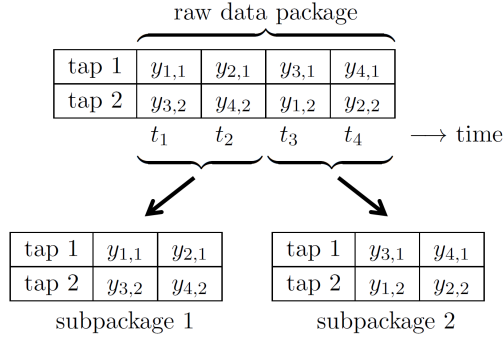 raw data package
tap 1 y1,1 y2,1 y3,1 y4,1
tap 2 y3,2 y4,2 y1,2 y2,2
t1 t2 t3 t4 ⟶ time
tap 1 y1,1 y2,1
tap 2 y3,2 y4,2
subpackage 1
tap 1 y3,1 y4,1
tap 2 y1,2 y2,2
subpackage 2